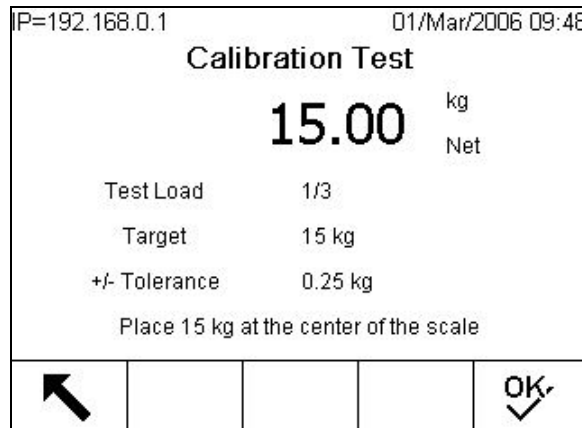 IP=192.168.0.1 01/Mar/2006 09:48
Calibration Test
15.00 kg
Net
Test Load 1/3
Target 15 kg
+/- Tolerance 0.25 kg
Place 15 kg at the center of the scale
OK